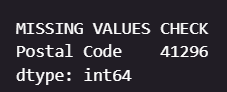 MISSING VALUES CHECK
Postal Code    41296
dtype: int64